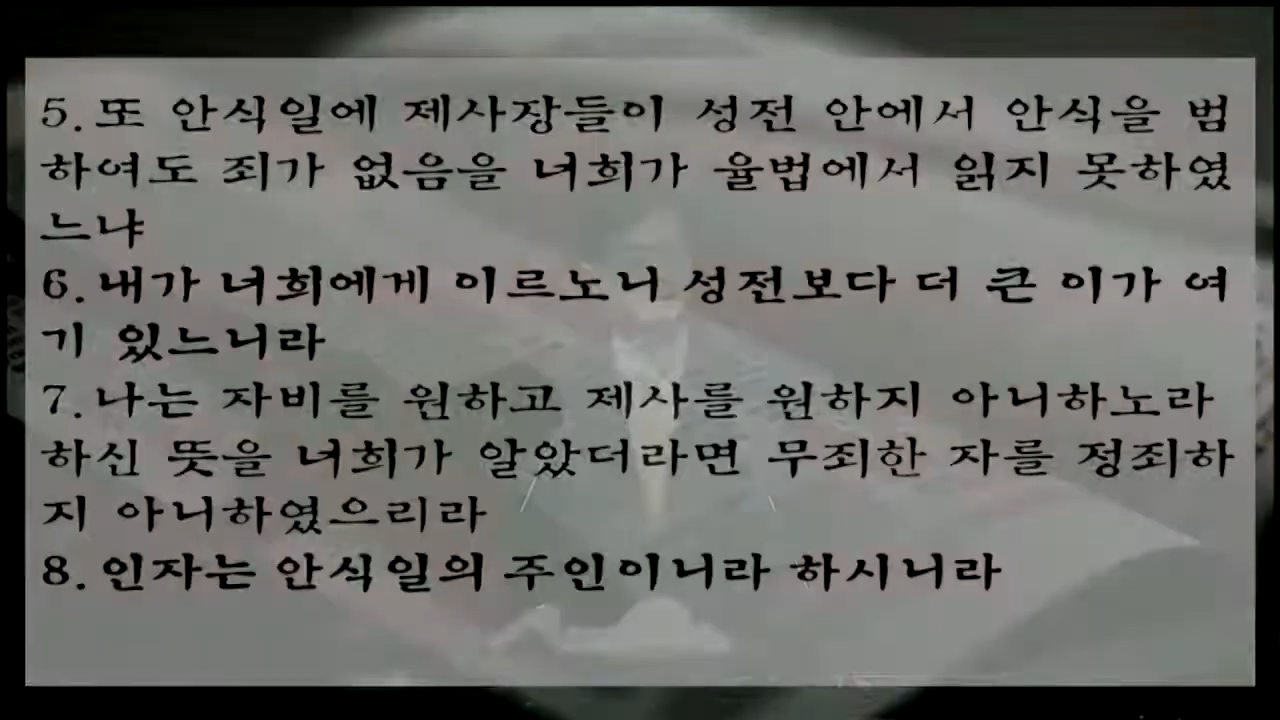 5. 또 안식일에 제사장들이 성전 안에서 안식을 범
하여도 죄가 없음을 너희가 율법에서 읽지 못하였
느냐
6. 내가 너희에게 이르노니 성전보다 더 큰 이가 여
기 있느니라
7. 나는 자비를 원하고 제사를 원하지 아니하노라
하신 뜻을 너희가 알았더라면 무죄한 자를 정죄하
지 아니하였으리라
8. 인자는 안식일의 주인이니라 하시니라